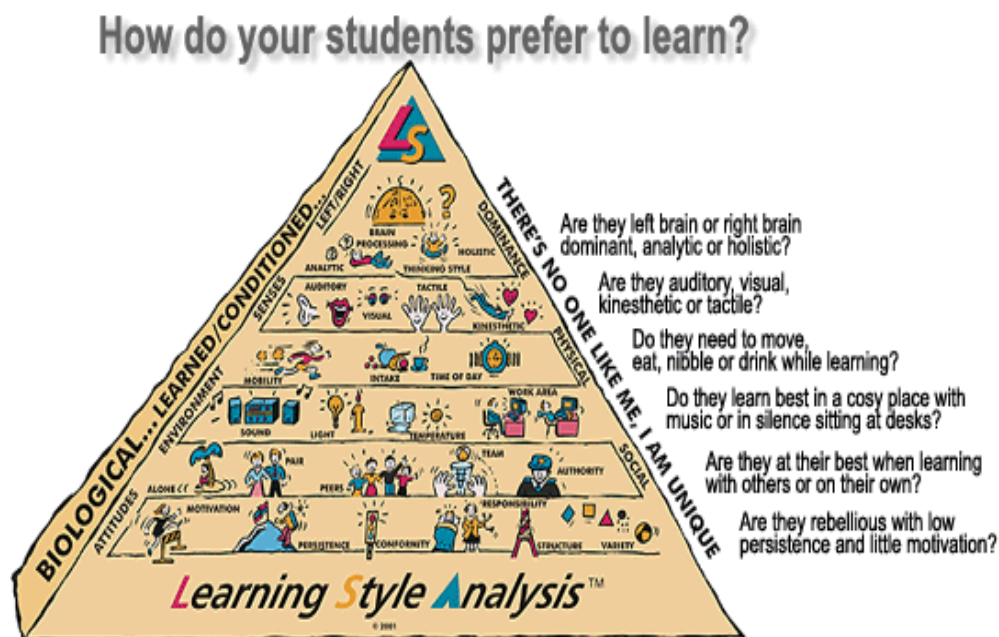 How do your students prefer to learn?
LS
BIOLOGICAL... LEARNED/CONDITIONED...
THERE'S NO ONE LIKE ME, I AM UNIQUE
LEFT/RIGHT
DOMINANCE
BRAIN
PROCESSING
HOLISTIC
ANALYTIC
THINKING STYLE
Are they left brain or right brain
dominant, analytic or holistic?
SENSES
AUDITORY
TACTILE
VISUAL
KINESTHETIC
Are they auditory, visual,
kinesthetic or tactile?
PHYSICAL
MOBILITY
INTAKE
TIME OF DAY
Do they need to move,
eat, nibble or drink while learning?
ENVIRONMENT
WORK AREA
SOUND
LIGHT
TEMPERATURE
Do they learn best in a cosy place with
music or in silence sitting at desks?
SOCIAL
ALONE
PAIR
PEERS
TEAM
AUTHORITY
Are they at their best when learning
with others or on their own?
ATTITUDES
MOTIVATION
PERSISTENCE
CONFORMITY
RESPONSIBILITY
STRUCTURE
VARIETY
Are they rebellious with low
persistence and little motivation?
Learning Style Analysis™
© 2001